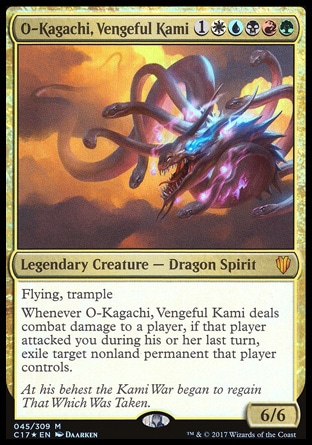 O-Kagachi, Vengeful Kami 1
Legendary Creature — Dragon Spirit
Flying, trample
Whenever O-Kagachi, Vengeful Kami deals
combat damage to a player, if that player
attacked you during his or her last turn,
exile target nonland permanent that player
controls.
At his behest the Kami War began to regain
That Which Was Taken.
6/6
045/309 M
C17 ★ EN DAARKEN
™ & © 2017 Wizards of the Coast